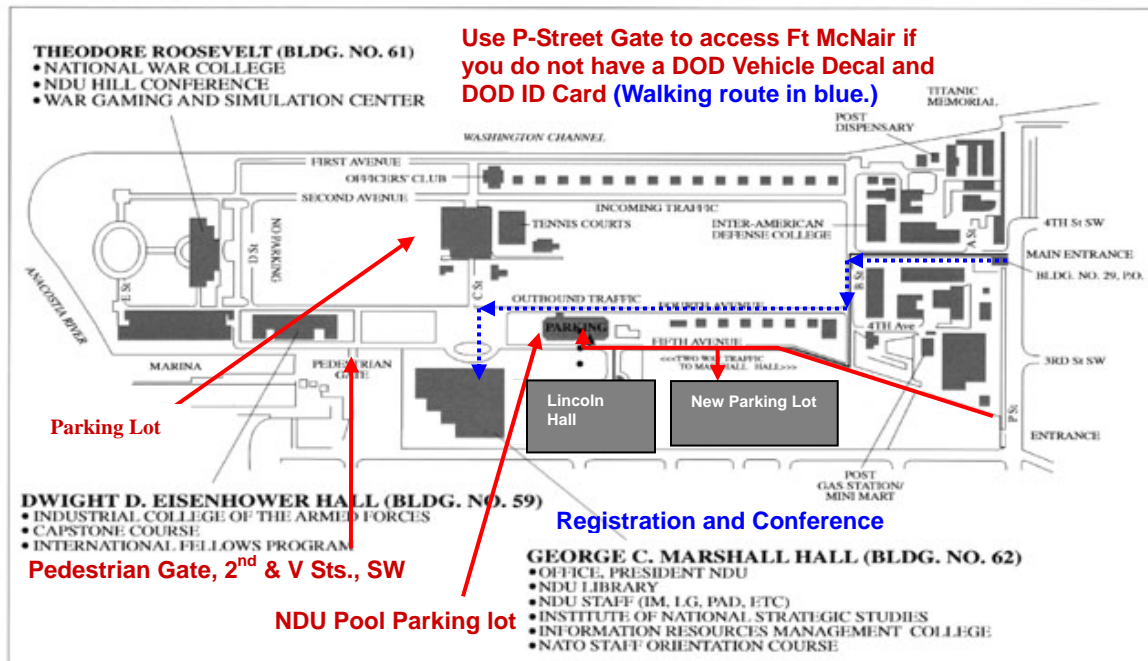 Use P-Street Gate to access Ft McNair if
you do not have a DOD Vehicle Decal and
DOD ID Card (Walking route in blue.)
THEODORE ROOSEVELT (BLDG. NO. 61)
• NATIONAL WAR COLLEGE
• NDU HILL CONFERENCE
• WAR GAMING AND SIMULATION CENTER
TITANIC
MEMORIAL
POST
DISPENSARY
WASHINGTON CHANNEL
FIRST AVENUE
OFFICERS' CLUB
SECOND AVENUE
INCOMING TRAFFIC
TENNIS COURTS
INTER-AMERICAN
DEFENSE COLLEGE
4TH St SW
A St
MAIN ENTRANCE
BLDG. NO. 29, P.O.
NO PARKING
D St
E St
C St
B St
ANACOSTIA RIVER
OUTBOUND TRAFFIC
FOURTH AVENUE
PARKING
4TH Ave
FIFTH AVENUE
<<<TWO WAY TRAFFIC
TO MARSHALL HALL>>>
3RD St SW
MARINA
PEDESTRIAN
GATE
Lincoln
Hall
New Parking Lot
P St
ENTRANCE
Parking Lot
POST
GAS STATION/
MINI MART
DWIGHT D. EISENHOWER HALL (BLDG. NO. 59)
• INDUSTRIAL COLLEGE OF THE ARMED FORCES
• CAPSTONE COURSE
• INTERNATIONAL FELLOWS PROGRAM
Pedestrian Gate, 2nd & V Sts., SW
NDU Pool Parking lot
Registration and Conference
GEORGE C. MARSHALL HALL (BLDG. NO. 62)
• OFFICE, PRESIDENT NDU
• NDU LIBRARY
• NDU STAFF (IM, LG, PAD, ETC)
• INSTITUTE OF NATIONAL STRATEGIC STUDIES
• INFORMATION RESOURCES MANAGEMENT COLLEGE
• NATO STAFF ORIENTATION COURSE